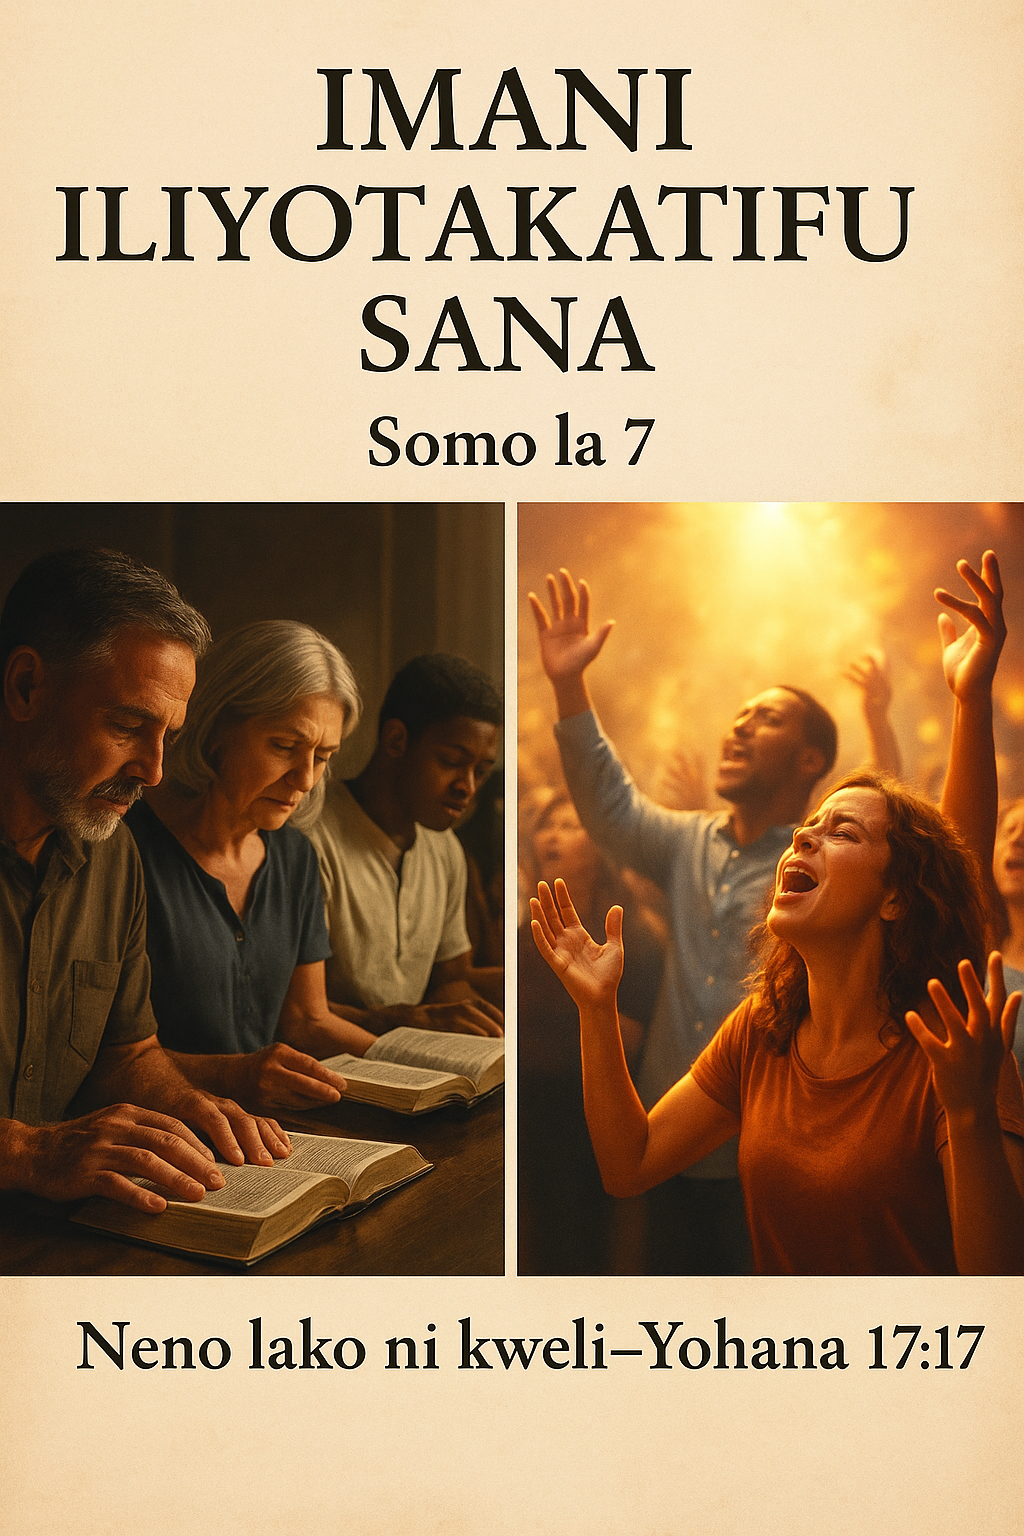 IMANI
ILIYOTAKATIFU
SANA
Somo la 7
Neno lako ni kweli–Yohana 17:17